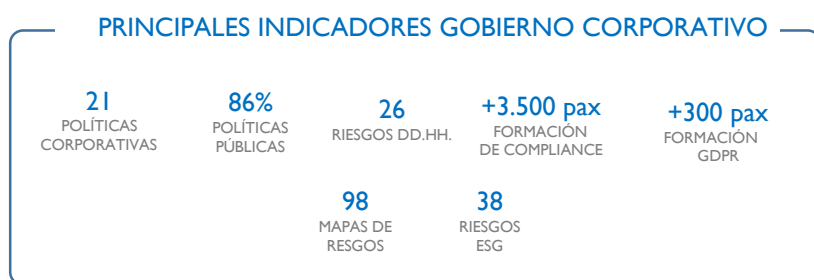 PRINCIPALES INDICADORES GOBIERNO CORPORATIVO
21
POLÍTICAS
CORPORATIVAS
86%
POLÍTICAS
PÚBLICAS
26
RIESGOS DD.HH.
+3.500 pax
FORMACIÓN
DE COMPLIANCE
+300 pax
FORMACIÓN
GDPR
98
MAPAS DE
RESGOS
38
RIESGOS
ESG